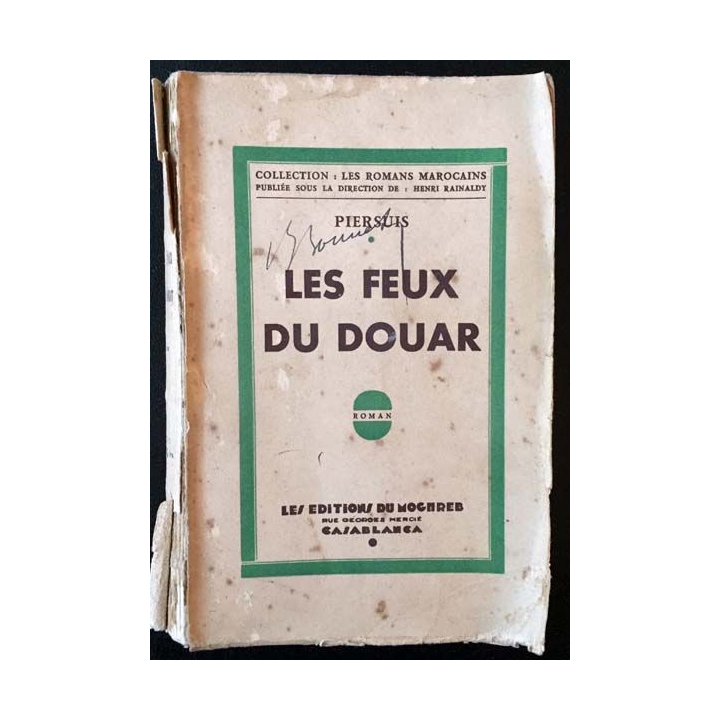 COLLECTION : LES ROMANS MAROCAINS
PUBLIÉE SOUS LA DIRECTION DE : HENRI RAINALDY
PIERSUIS
LES FEUX
DU DOUAR
ROMAN
LES EDITIONS DU MOGHREB
RUE GEORGES MERCIÉ
CASABLANCA